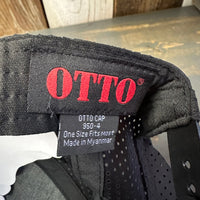 OTTO®
OTTO CAP
950-4
One Size Fits Most
Made in Myanmar